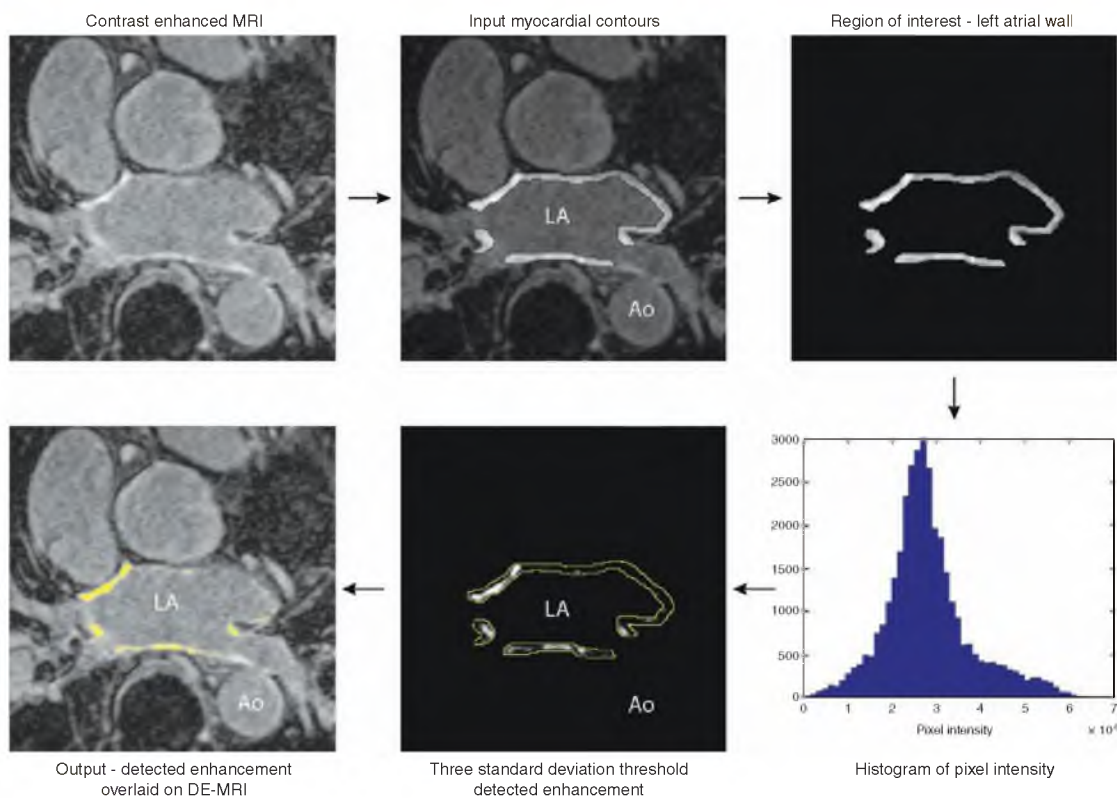 Contrast enhanced MRI
Input myocardial contours
Region of interest - left atrial wall
LA
Ao
LA
Ao
LA
Ao
3000
2500
2000
1500
1000
500
0
0 1 2 3 4 5 6 7
Pixel intensity
× 10⁴
Output - detected enhancement
overlaid on DE-MRI
Three standard deviation threshold
detected enhancement
Histogram of pixel intensity